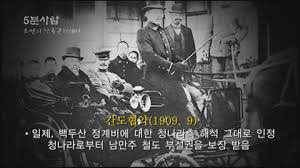 5분사탐
간도협약(1909. 9)
• 일제, 백두산 정계비에 대한 청나라측 해석 그대로 인정
청나라로부터 남만주 철도 부설권을 보장 받음